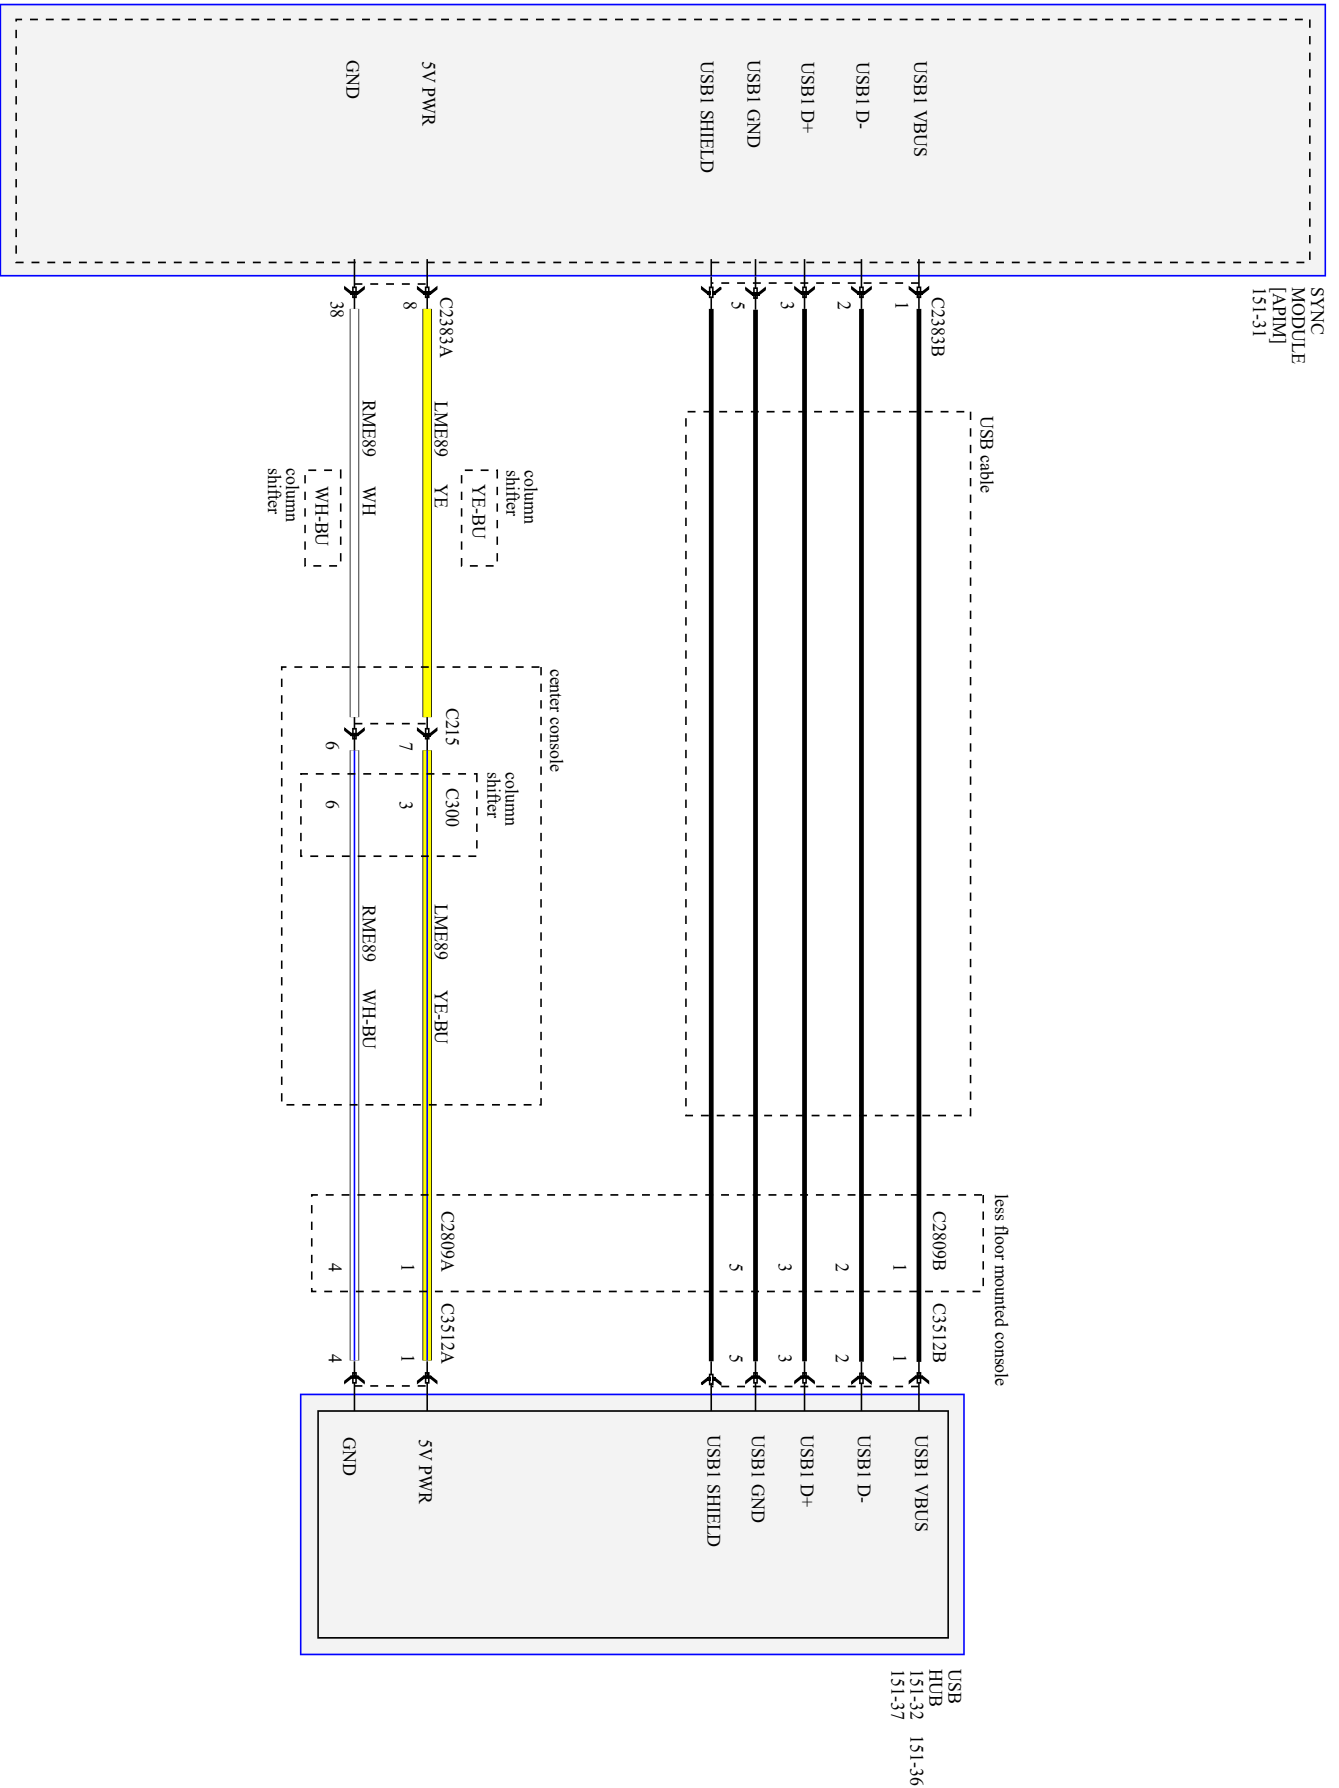 SYNC
MODULE
[APIM]
151-31
USB1 VBUS
USB1 D-
USB1 D+
USB1 GND
USB1 SHIELD
5V PWR
GND
C2383B
1
2
3
5
C2383A
8
38
USB cable
LME89 YE
RME89 WH
column
shifter
YE-BU
WH-BU
column
shifter
center console
C215
7
6
column
shifter
C300
3
6
LME89 YE-BU
RME89 WH-BU
less floor mounted console
C2809B
1
2
3
5
C2809A
1
4
C3512B
1
2
3
5
C3512A
1
4
USB1 VBUS
USB1 D-
USB1 D+
USB1 GND
USB1 SHIELD
5V PWR
GND
USB
HUB
151-32 151-36
151-37